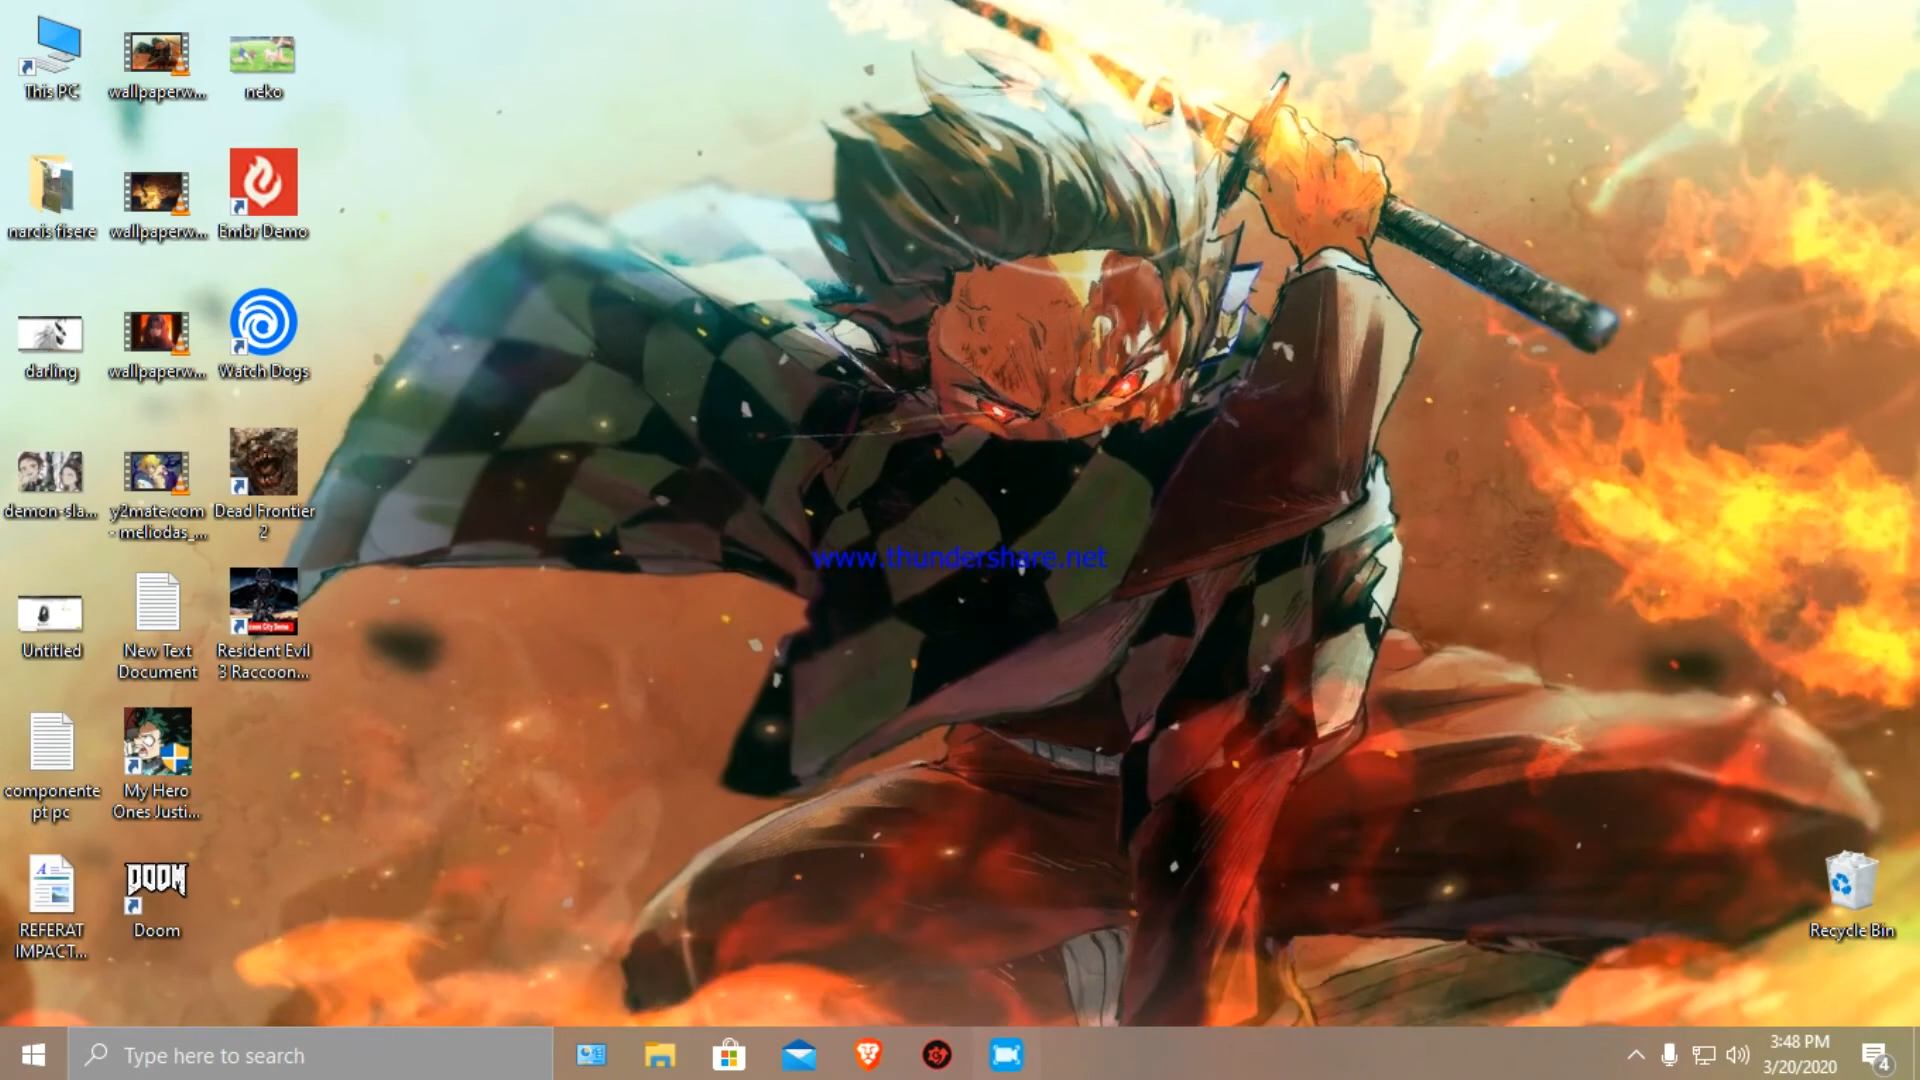 This PC
wallpaperw...
neko
narcis fisere
wallpaperw...
Embr Demo
darling
wallpaperw...
Watch Dogs
demon-sla...
y2mate.com
- meliodas_...
Dead Frontier
2
Untitled
New Text
Document
Resident Evil
3 Raccoon...
componente
pt pc
My Hero
Ones Justi...
REFERAT
IMPACT...
DOOM
Doom
www.thundershare.net
Recycle Bin
Type here to search
3:48 PM
3/20/2020
4